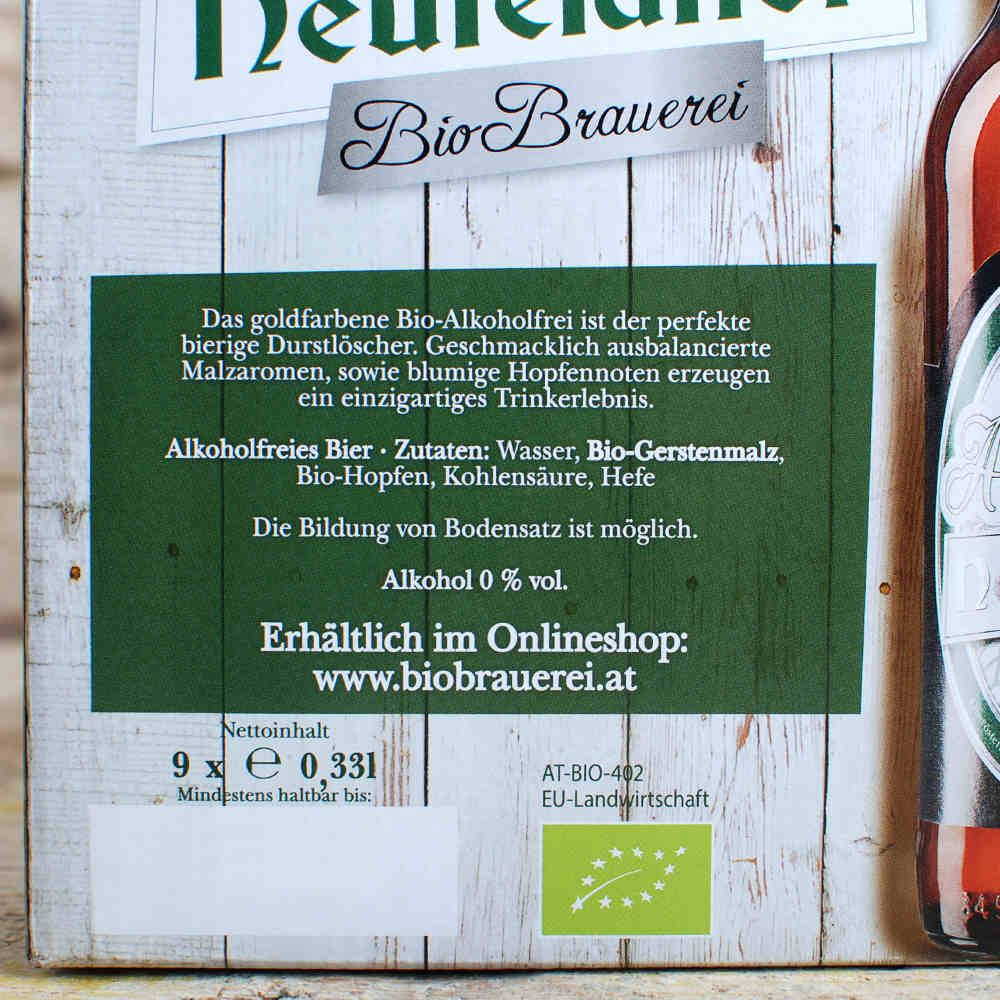 BioBrauerei
Das goldfarbene Bio-Alkoholfrei ist der perfekte
bierige Durstlöscher. Geschmacklich ausbalancierte
Malzaromen, sowie blumige Hopfennoten erzeugen
ein einzigartiges Trinkerlebnis.
Alkoholfreies Bier · Zutaten: Wasser, Bio-Gerstenmalz,
Bio-Hopfen, Kohlensäure, Hefe
Die Bildung von Bodensatz ist möglich.
Alkohol 0 % vol.
Erhältlich im Onlineshop:
www.biobrauerei.at
Nettoinhalt
9 x ℮ 0,33l
Mindestens haltbar bis:
AT-BIO-402
EU-Landwirtschaft